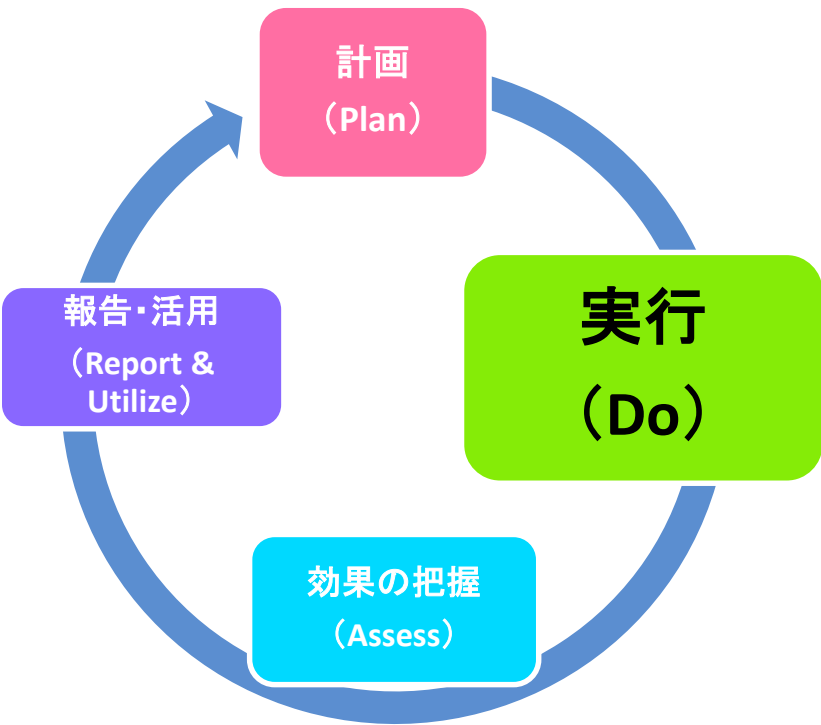 計画
（Plan）
実行
（Do）
効果の把握
（Assess）
報告・活用
（Report &
Utilize）